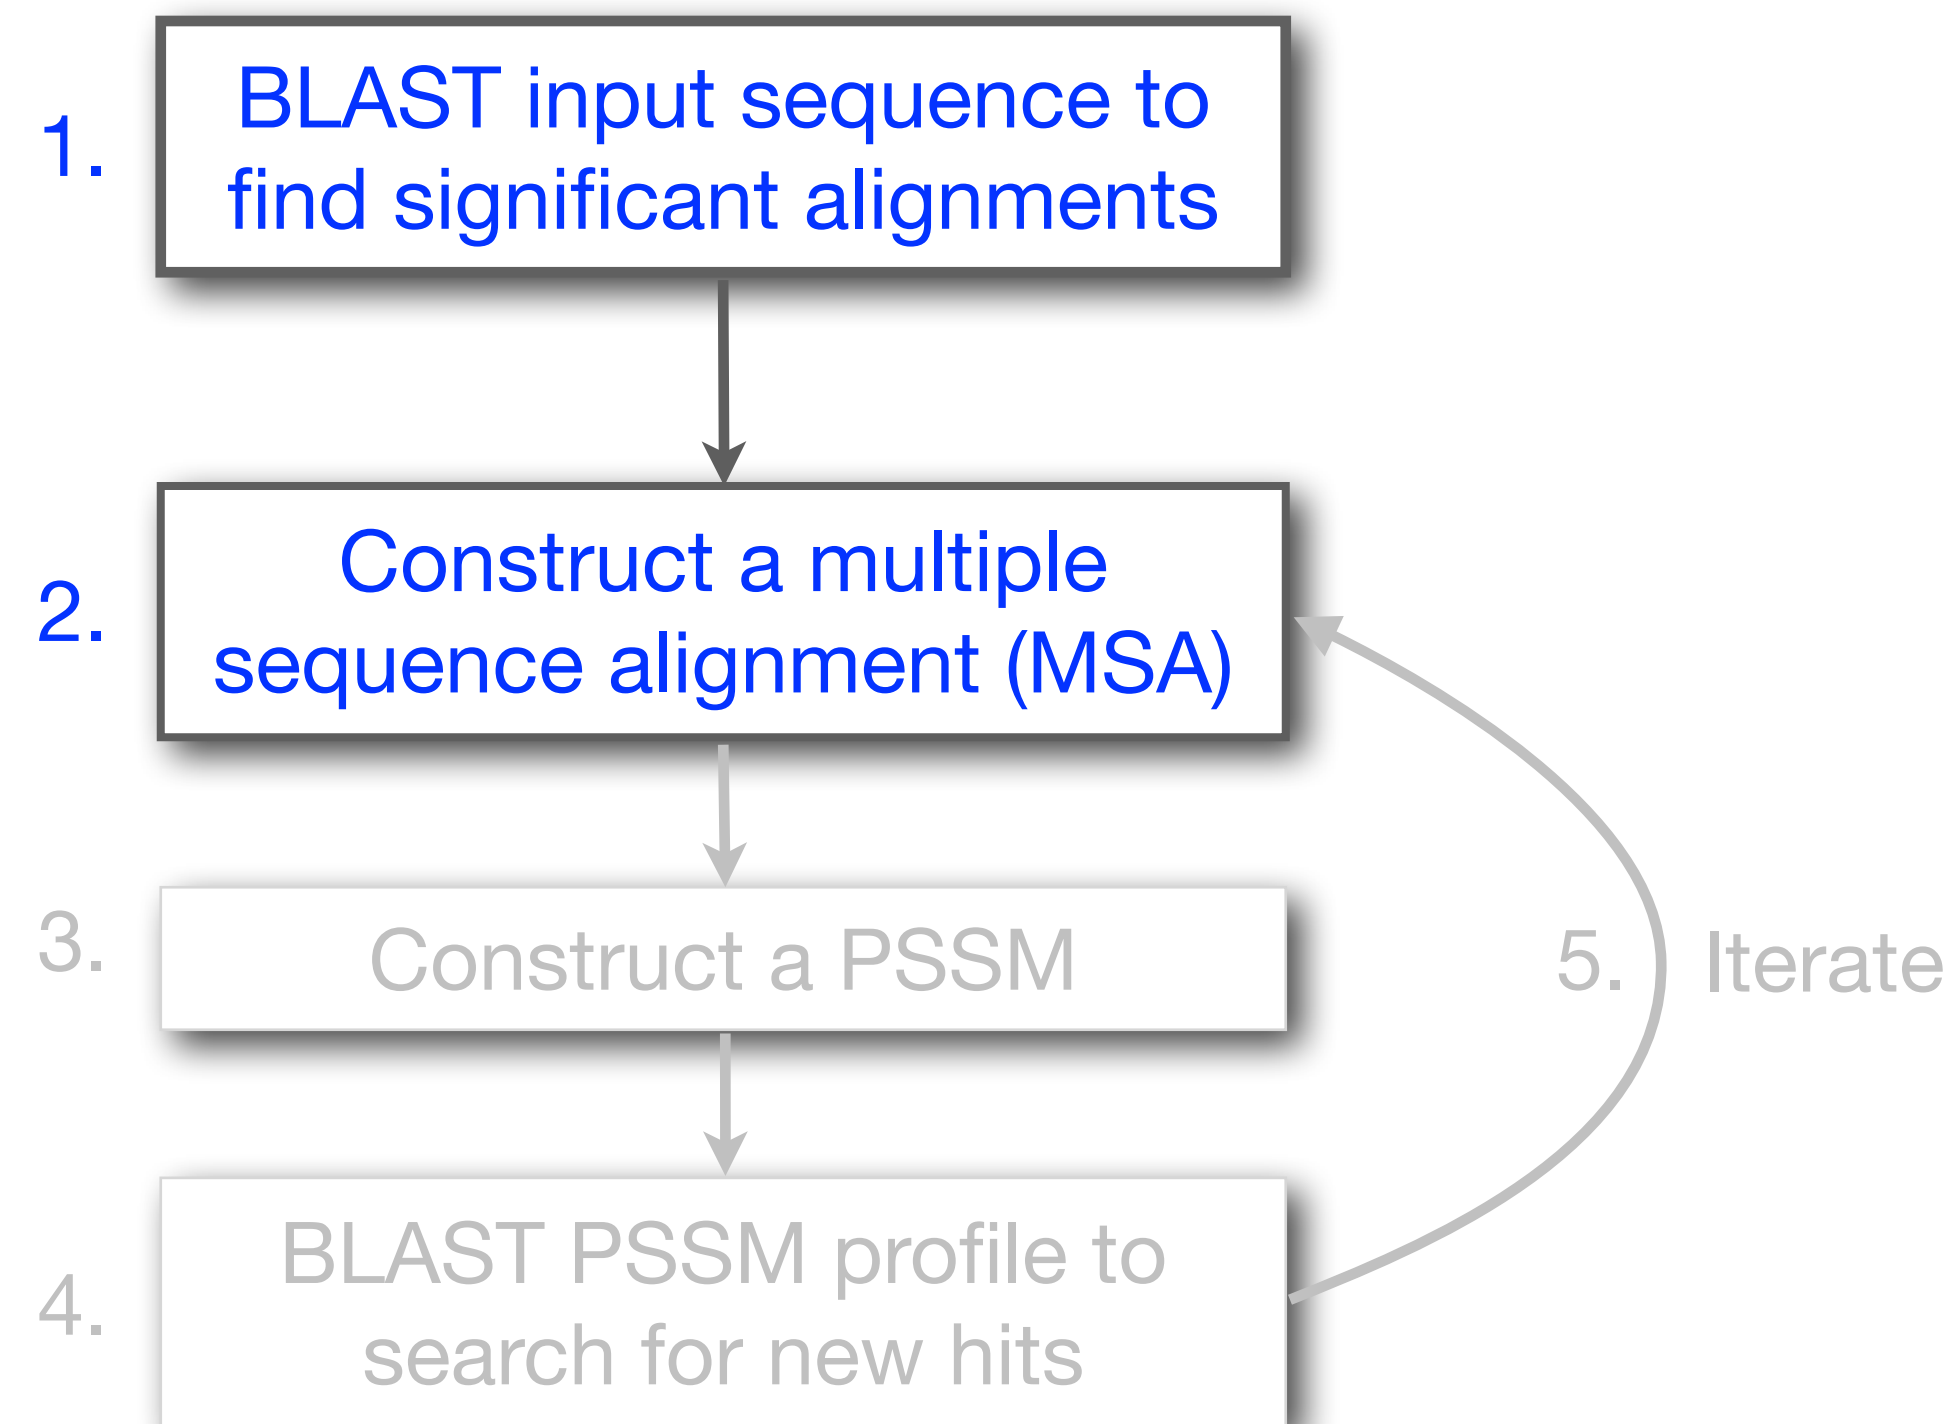 1.
BLAST input sequence to
find significant alignments
2.
Construct a multiple
sequence alignment (MSA)
3.
Construct a PSSM
5. Iterate
4.
BLAST PSSM profile to
search for new hits